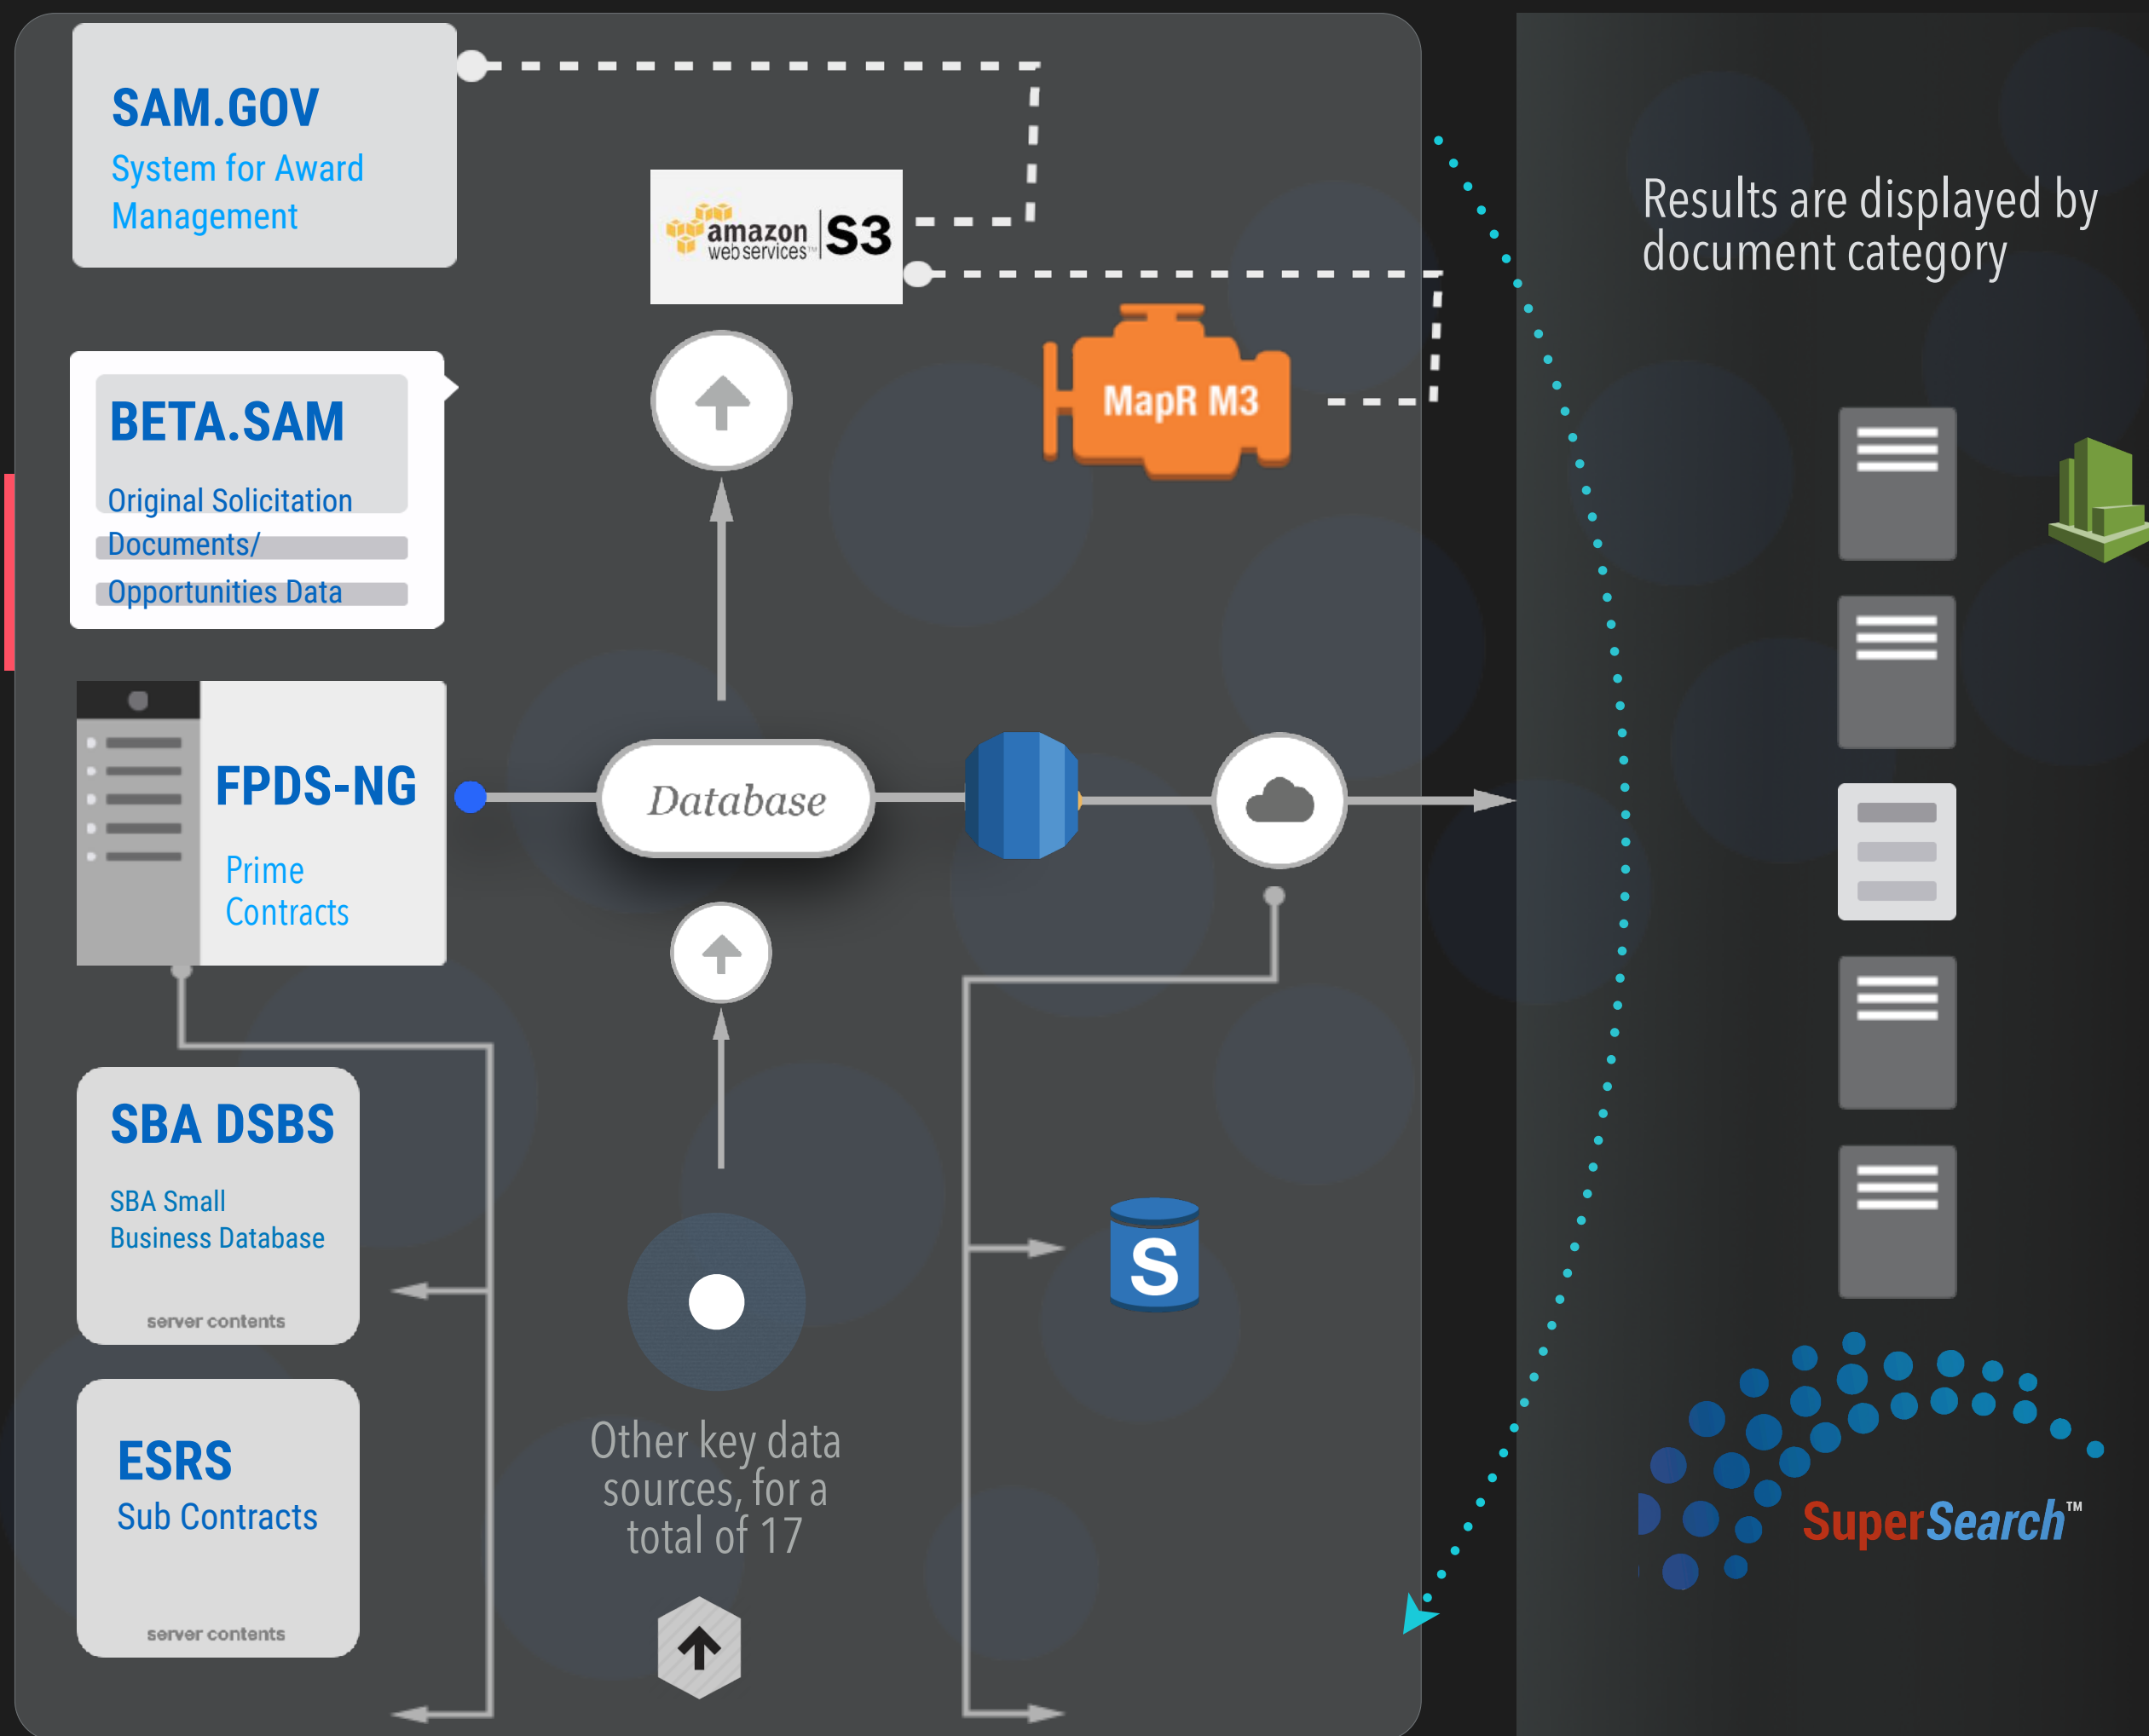 SAM.GOV
System for Award
Management
BETA.SAM
Original Solicitation
Documents/
Opportunities Data
FPDS-NG
Prime
Contracts
SBA DSBS
SBA Small
Business Database
server contents
ESRS
Sub Contracts
server contents
amazon
web services™
S3
MapR M3
Database
S
Other key data
sources, for a
total of 17
Results are displayed by
document category
SuperSearch™